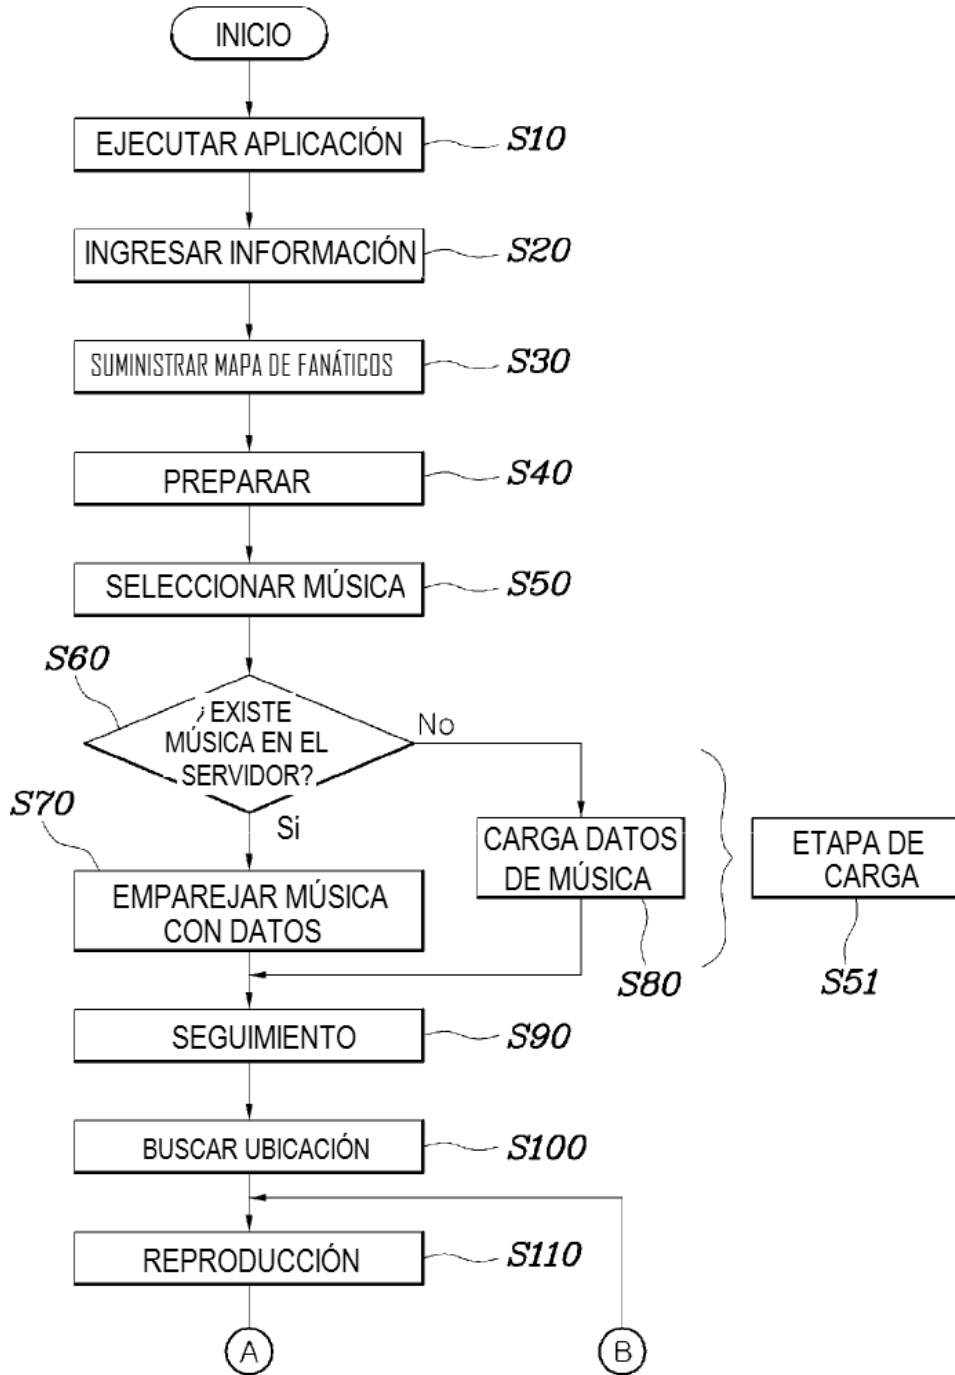 INICIO
EJECUTAR APLICACIÓN
S10
INGRESAR INFORMACIÓN
S20
SUMINISTRAR MAPA DE FANÁTICOS
S30
PREPARAR
S40
SELECCIONAR MÚSICA
S50
S60
¿EXISTE
MÚSICA EN EL
SERVIDOR?
No
Sí
S70
EMPAREJAR MÚSICA
CON DATOS
CARGA DATOS
DE MÚSICA
S80
ETAPA DE
CARGA
S51
SEGUIMIENTO
S90
BUSCAR UBICACIÓN
S100
REPRODUCCIÓN
S110
A
B